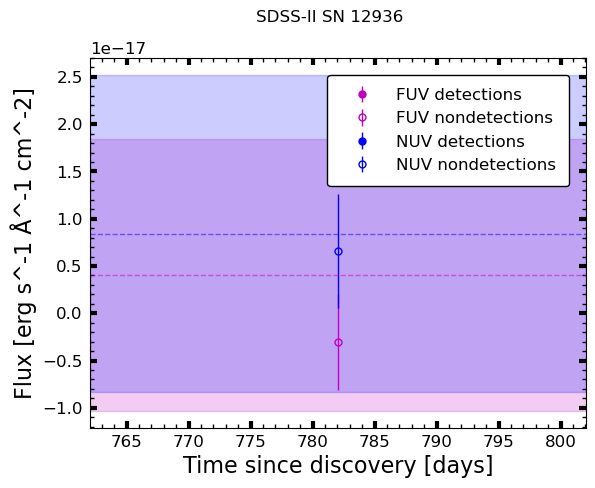 SDSS-II SN 12936
1e−17
2.5
2.0
1.5
1.0
0.5
0.0
−0.5
−1.0
Flux [erg s^-1 Å^-1 cm^-2]
FUV detections
FUV nondetections
NUV detections
NUV nondetections
765 770 775 780 785 790 795 800
Time since discovery [days]